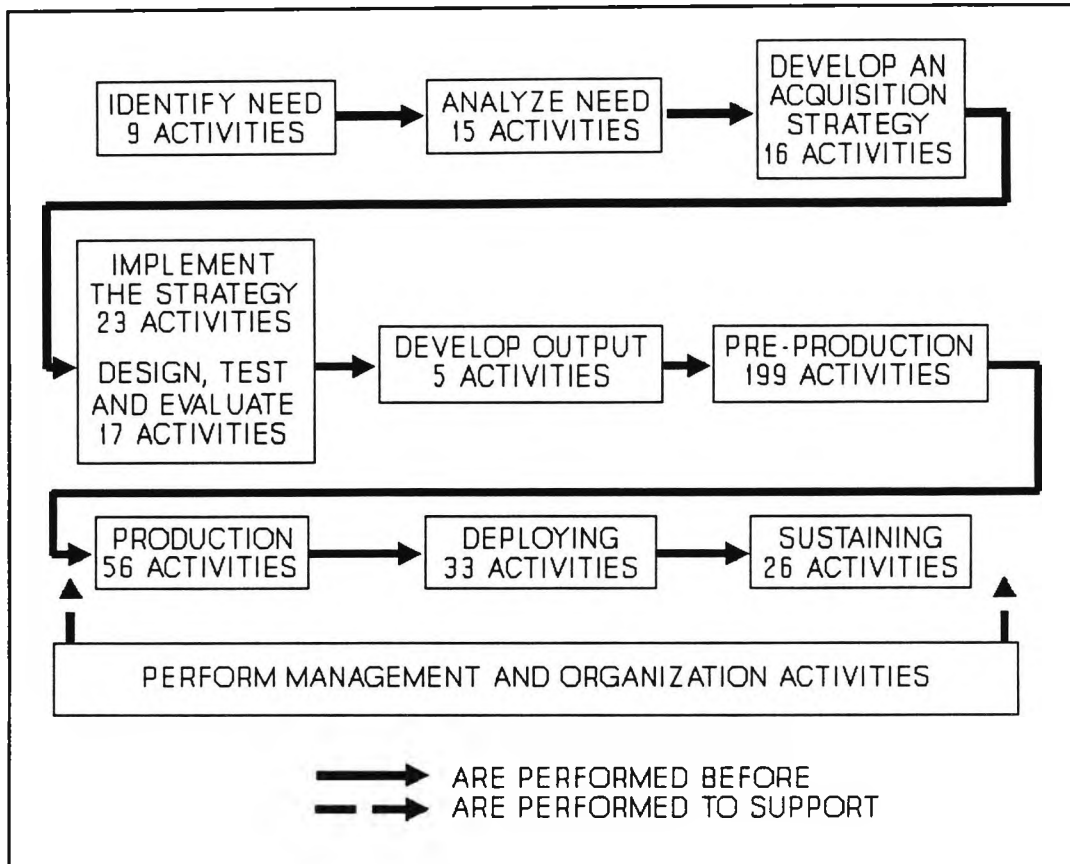 IDENTIFY NEED
9 ACTIVITIES
ANALYZE NEED
15 ACTIVITIES
DEVELOP AN
ACQUISITION
STRATEGY
16 ACTIVITIES
IMPLEMENT
THE STRATEGY
23 ACTIVITIES
DESIGN, TEST
AND EVALUATE
17 ACTIVITIES
DEVELOP OUTPUT
5 ACTIVITIES
PRE-PRODUCTION
199 ACTIVITIES
PRODUCTION
56 ACTIVITIES
DEPLOYING
33 ACTIVITIES
SUSTAINING
26 ACTIVITIES
PERFORM MANAGEMENT AND ORGANIZATION ACTIVITIES
ARE PERFORMED BEFORE
ARE PERFORMED TO SUPPORT